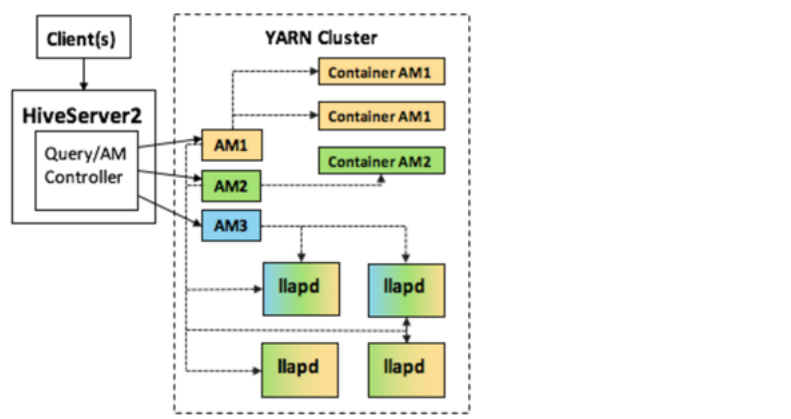 Client(s)
YARN Cluster
Container AM1
HiveServer2
Container AM1
Query/AM
Controller
AM1
Container AM2
AM2
AM3
llapd
llapd
llapd
llapd